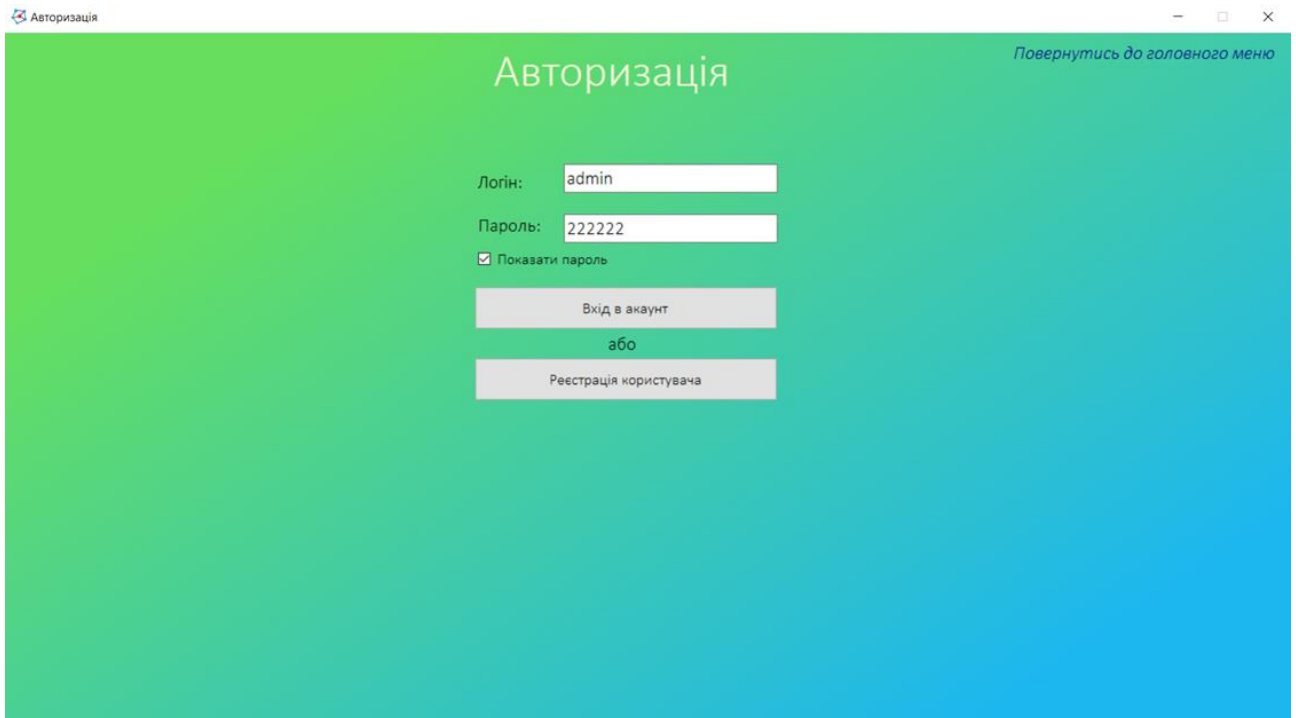 Авторизація
Повернутись до головного меню
Авторизація
Логін: admin
Пароль: 222222
Показати пароль
Вхід в акаунт
або
Реєстрація користувача